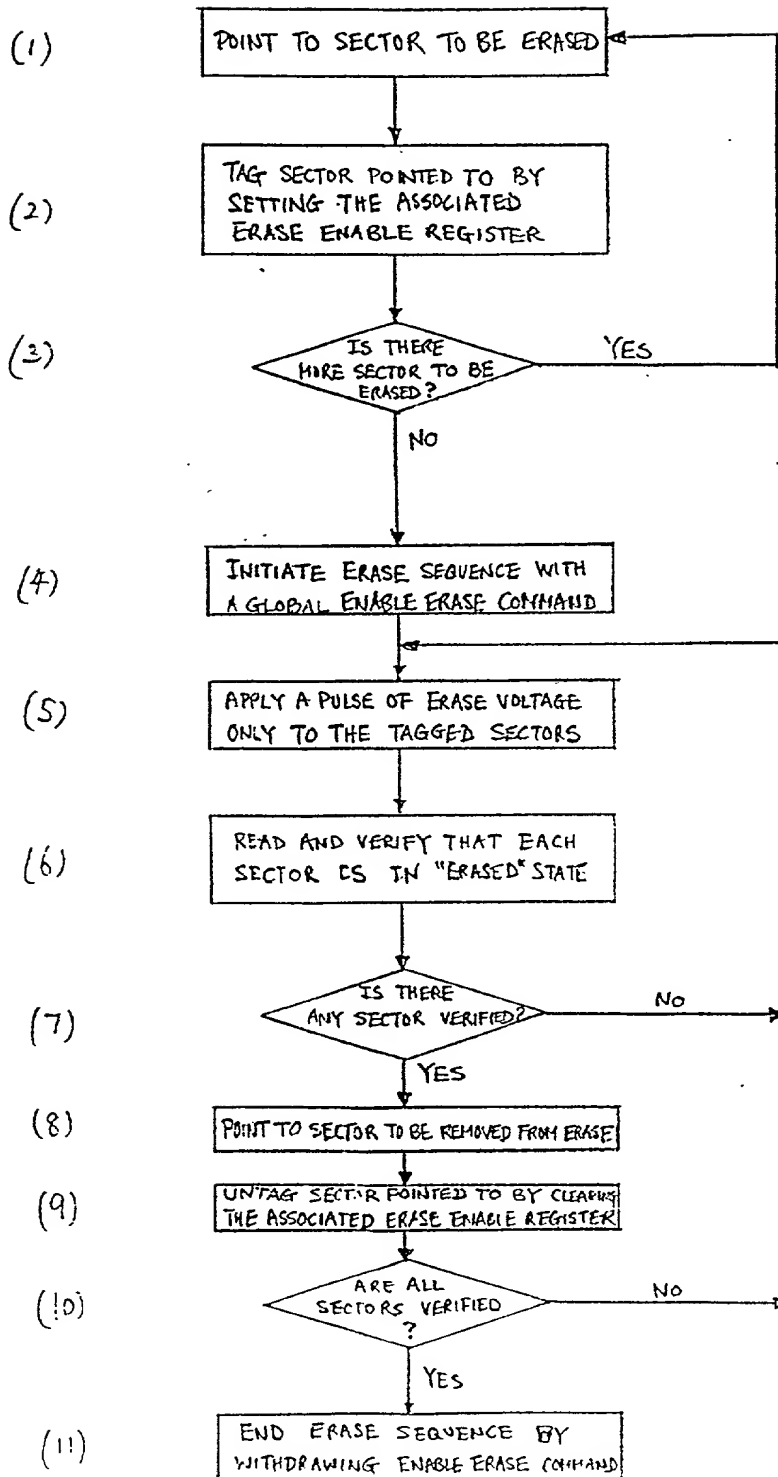 (1)
POINT TO SECTOR TO BE ERASED
(2)
TAG SECTOR POINTED TO BY
SETTING THE ASSOCIATED
ERASE ENABLE REGISTER
(3)
IS THERE
MORE SECTOR TO BE
ERASED?
YES
NO
(4)
INITIATE ERASE SEQUENCE WITH
A GLOBAL ENABLE ERASE COMMAND
(5)
APPLY A PULSE OF ERASE VOLTAGE
ONLY TO THE TAGGED SECTORS
(6)
READ AND VERIFY THAT EACH
SECTOR IS IN "ERASED" STATE
(7)
IS THERE
ANY SECTOR VERIFIED?
NO
YES
(8)
POINT TO SECTOR TO BE REMOVED FROM ERASE
(9)
UNTAG SECTOR POINTED TO BY CLEARING
THE ASSOCIATED ERASE ENABLE REGISTER
(10)
ARE ALL
SECTORS VERIFIED
?
NO
YES
(11)
END ERASE SEQUENCE BY
WITHDRAWING ENABLE ERASE COMMAND